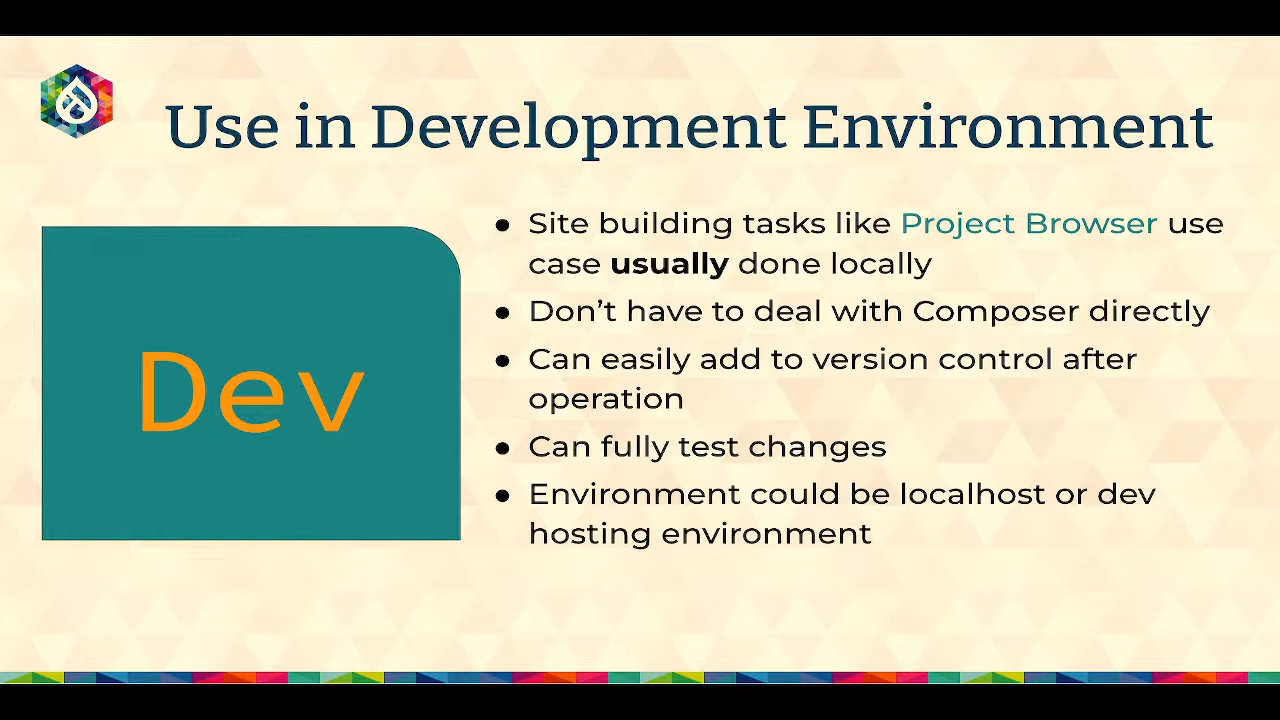 Use in Development Environment
Dev
● Site building tasks like Project Browser use
case usually done locally
● Don’t have to deal with Composer directly
● Can easily add to version control after
operation
● Can fully test changes
● Environment could be localhost or dev
hosting environment